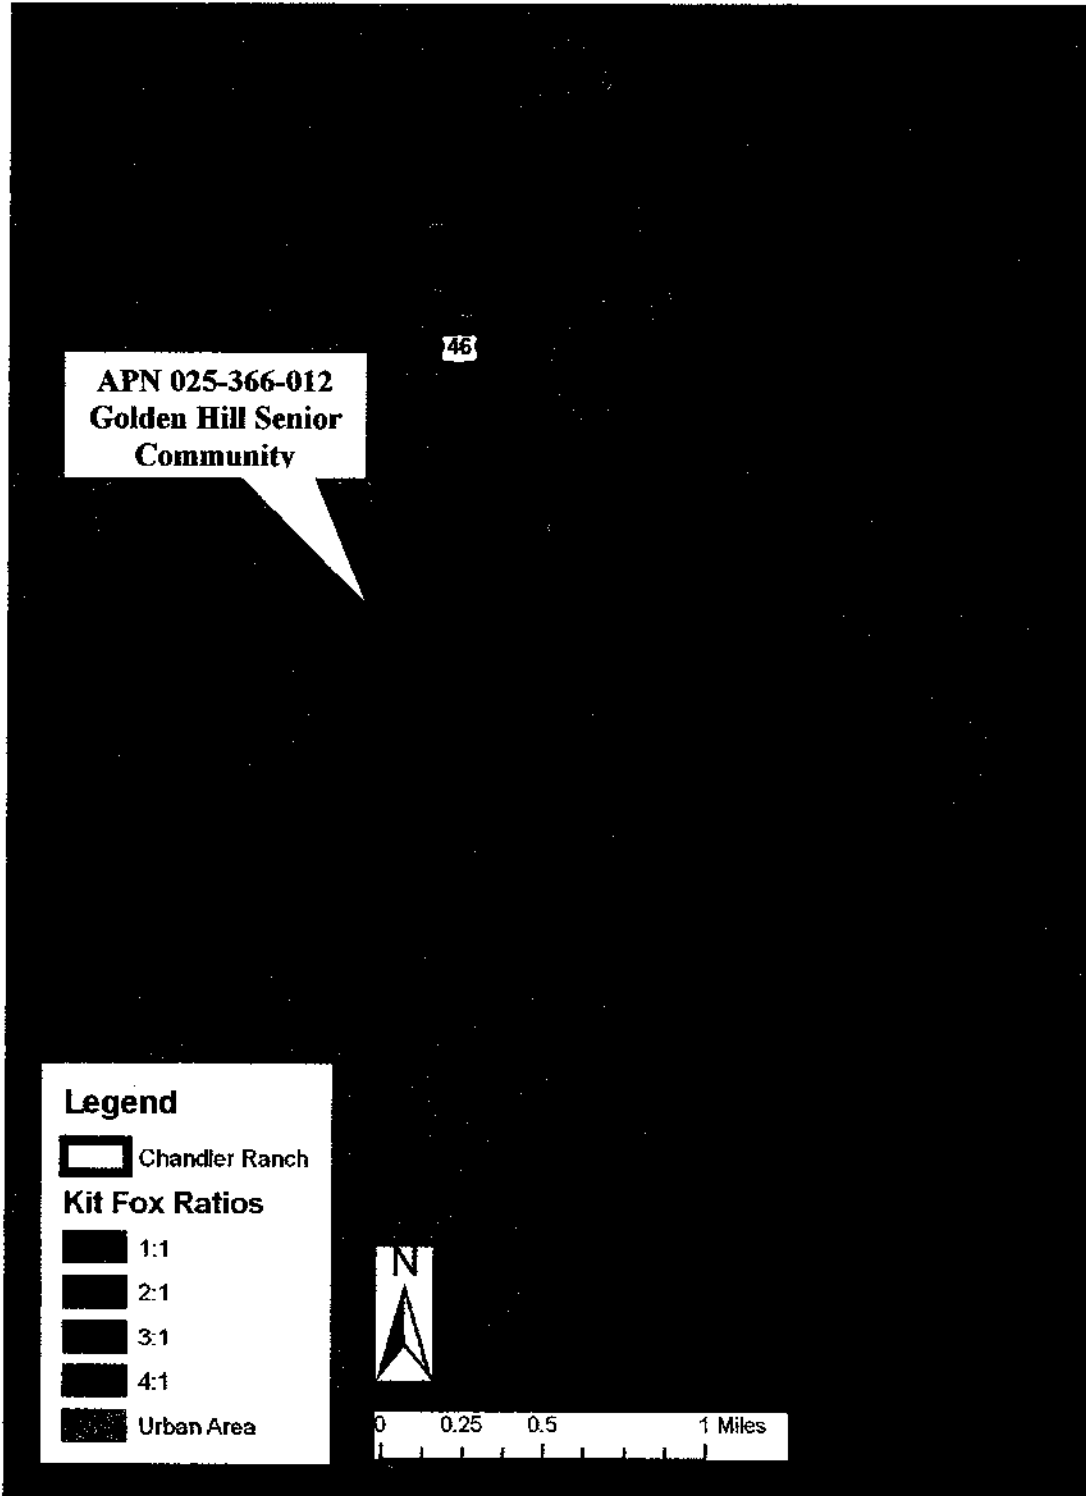 46
APN 025-366-012
Golden Hill Senior
Community
Legend
Chandler Ranch
Kit Fox Ratios
1:1
2:1
3:1
4:1
Urban Area
N
0 0.25 0.5 1 Miles